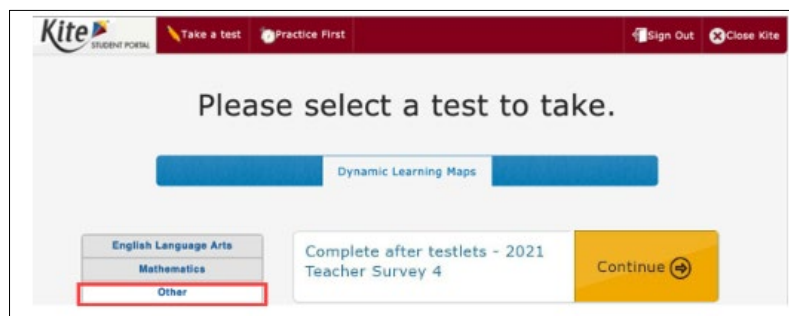 Kite STUDENT PORTAL Take a test Practice First Sign Out Close Kite
Please select a test to take.
Dynamic Learning Maps
English Language Arts
Mathematics
Other
Complete after testlets - 2021
Teacher Survey 4
Continue